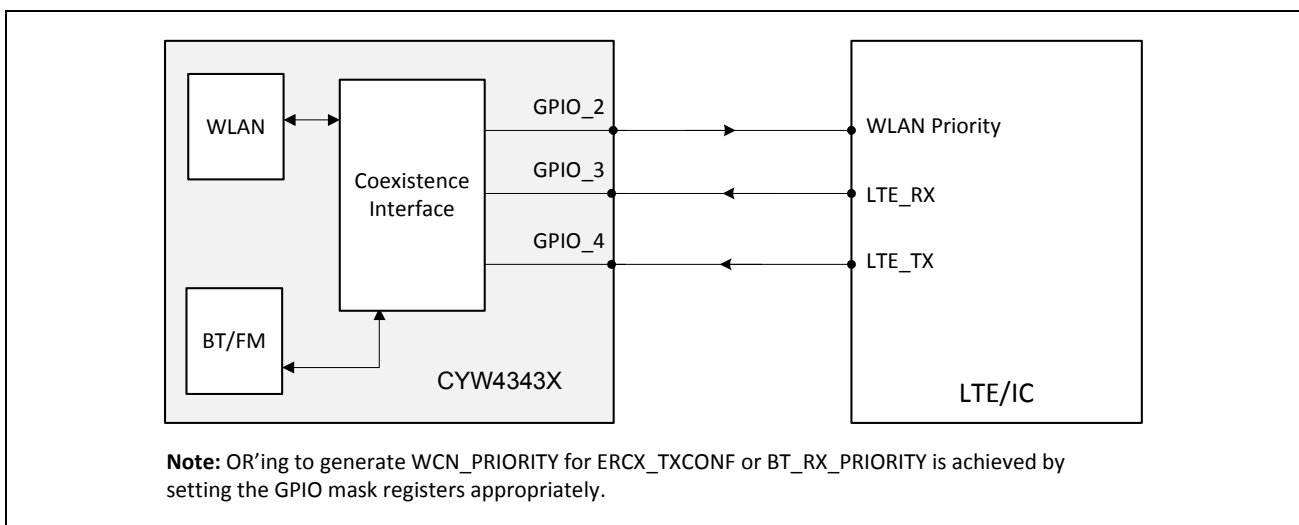 WLAN
BT/FM
Coexistence
Interface
GPIO_2
GPIO_3
GPIO_4
CYW4343X
WLAN Priority
LTE_RX
LTE_TX
LTE/IC
Note: OR’ing to generate WCN_PRIORITY for ERCX_TXCONF or BT_RX_PRIORITY is achieved by
setting the GPIO mask registers appropriately.